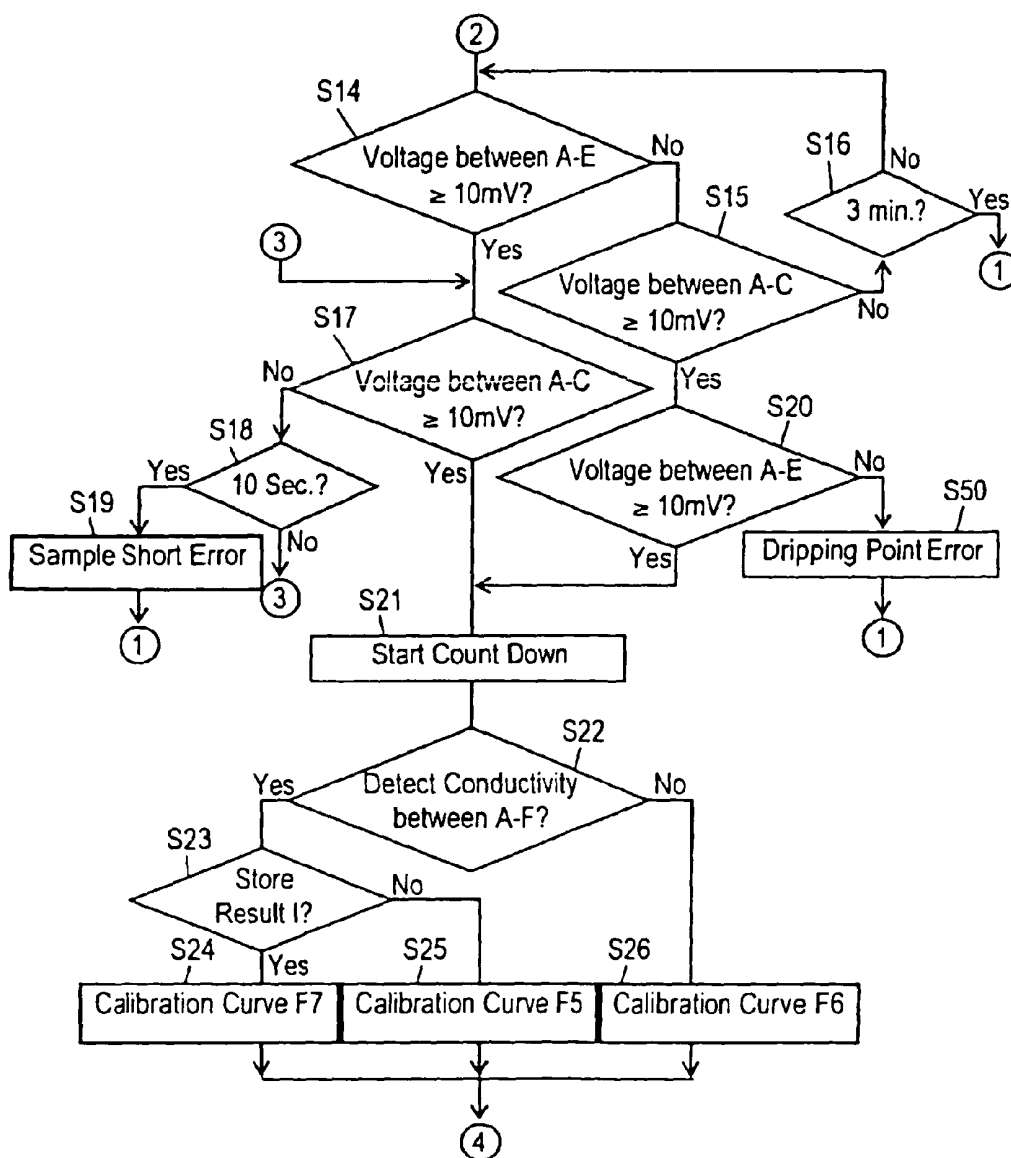 2
S14
Voltage between A-E
≥ 10mV?
No
S16
No
3 min.?
Yes
1
S15
3
Yes
Voltage between A-C
≥ 10mV?
No
S17
No
Voltage between A-C
≥ 10mV?
Yes
S20
S18
Yes
10 Sec.?
Yes
Voltage between A-E
≥ 10mV?
No
S50
S19
Sample Short Error
No
3
Yes
Dripping Point Error
1
S21
1
Start Count Down
S22
Yes
Detect Conductivity
between A-F?
No
S23
Store
Result I?
No
S24
Yes
S25
S26
Calibration Curve F7
Calibration Curve F5
Calibration Curve F6
4